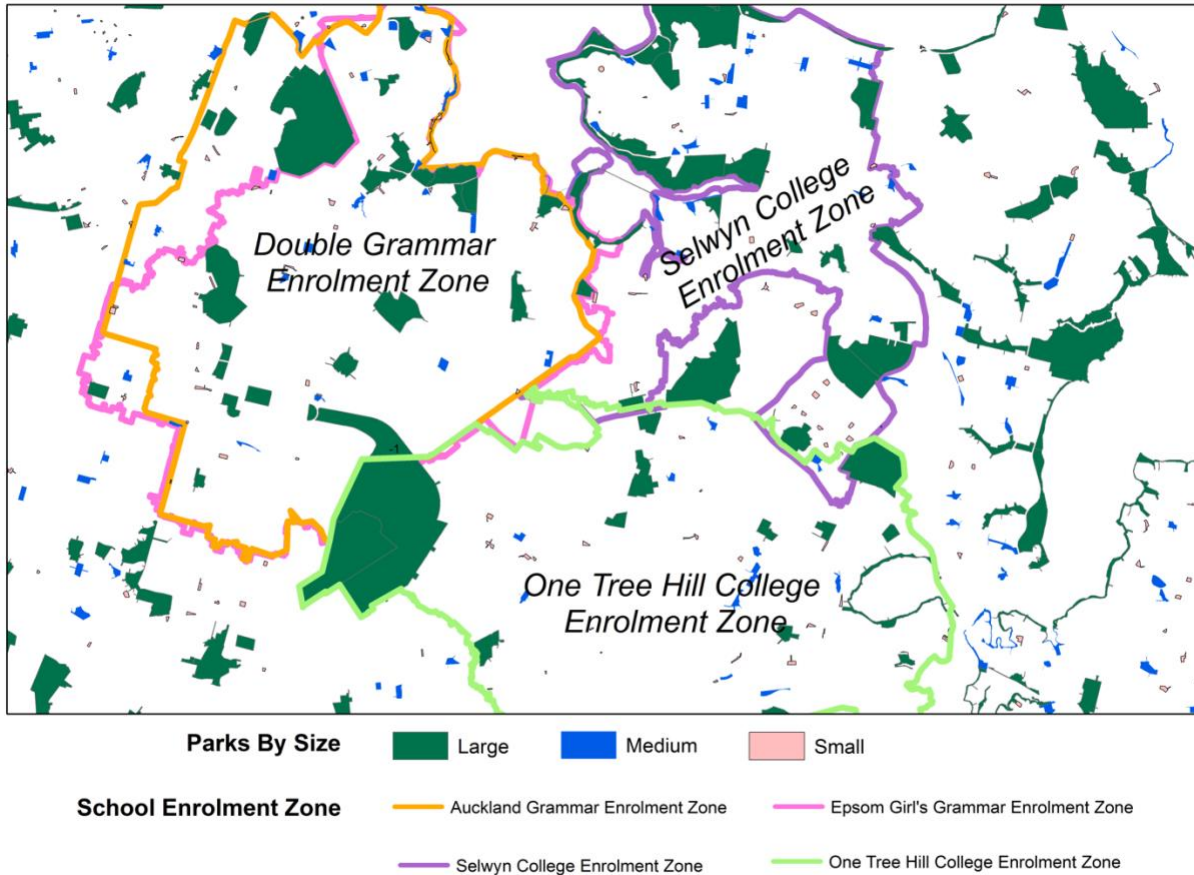 Double Grammar
Enrolment Zone
Selwyn College
Enrolment Zone
One Tree Hill College
Enrolment Zone
Parks By Size
Large
Medium
Small
School Enrolment Zone
Auckland Grammar Enrolment Zone
Epsom Girl's Grammar Enrolment Zone
Selwyn College Enrolment Zone
One Tree Hill College Enrolment Zone